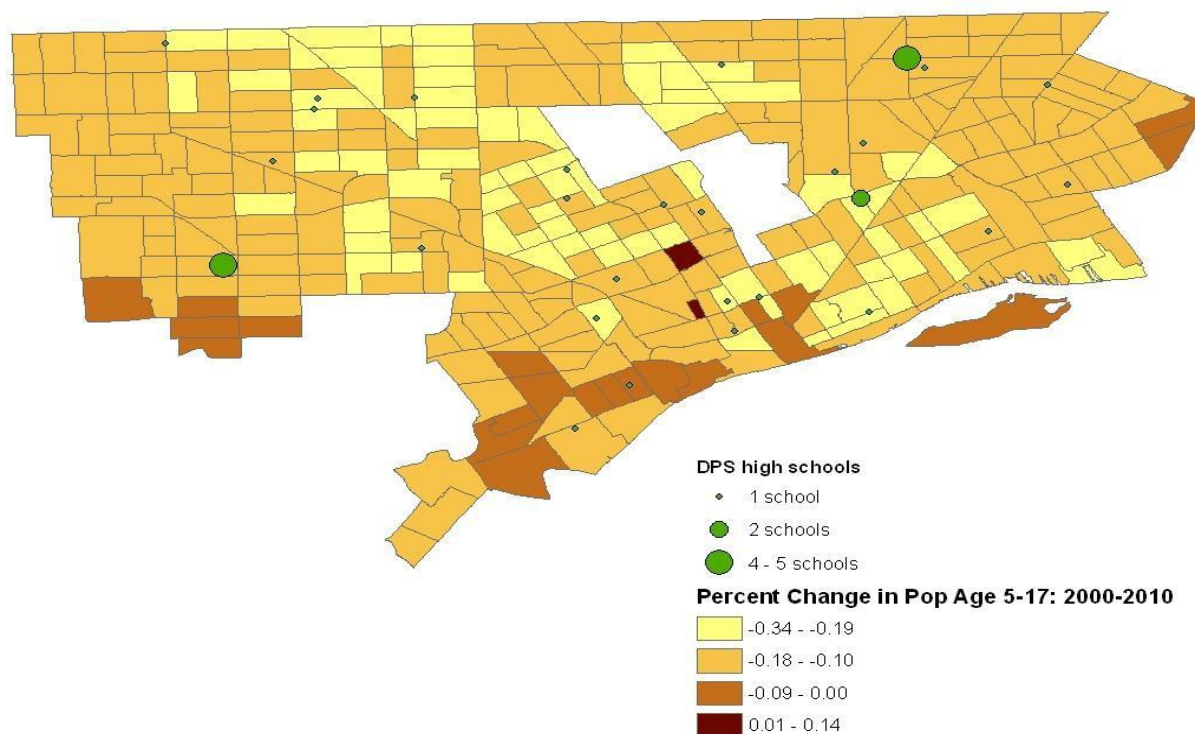 DPS high schools
1 school
2 schools
4 - 5 schools
Percent Change in Pop Age 5-17: 2000-2010
-0.34 - -0.19
-0.18 - -0.10
-0.09 - 0.00
0.01 - 0.14